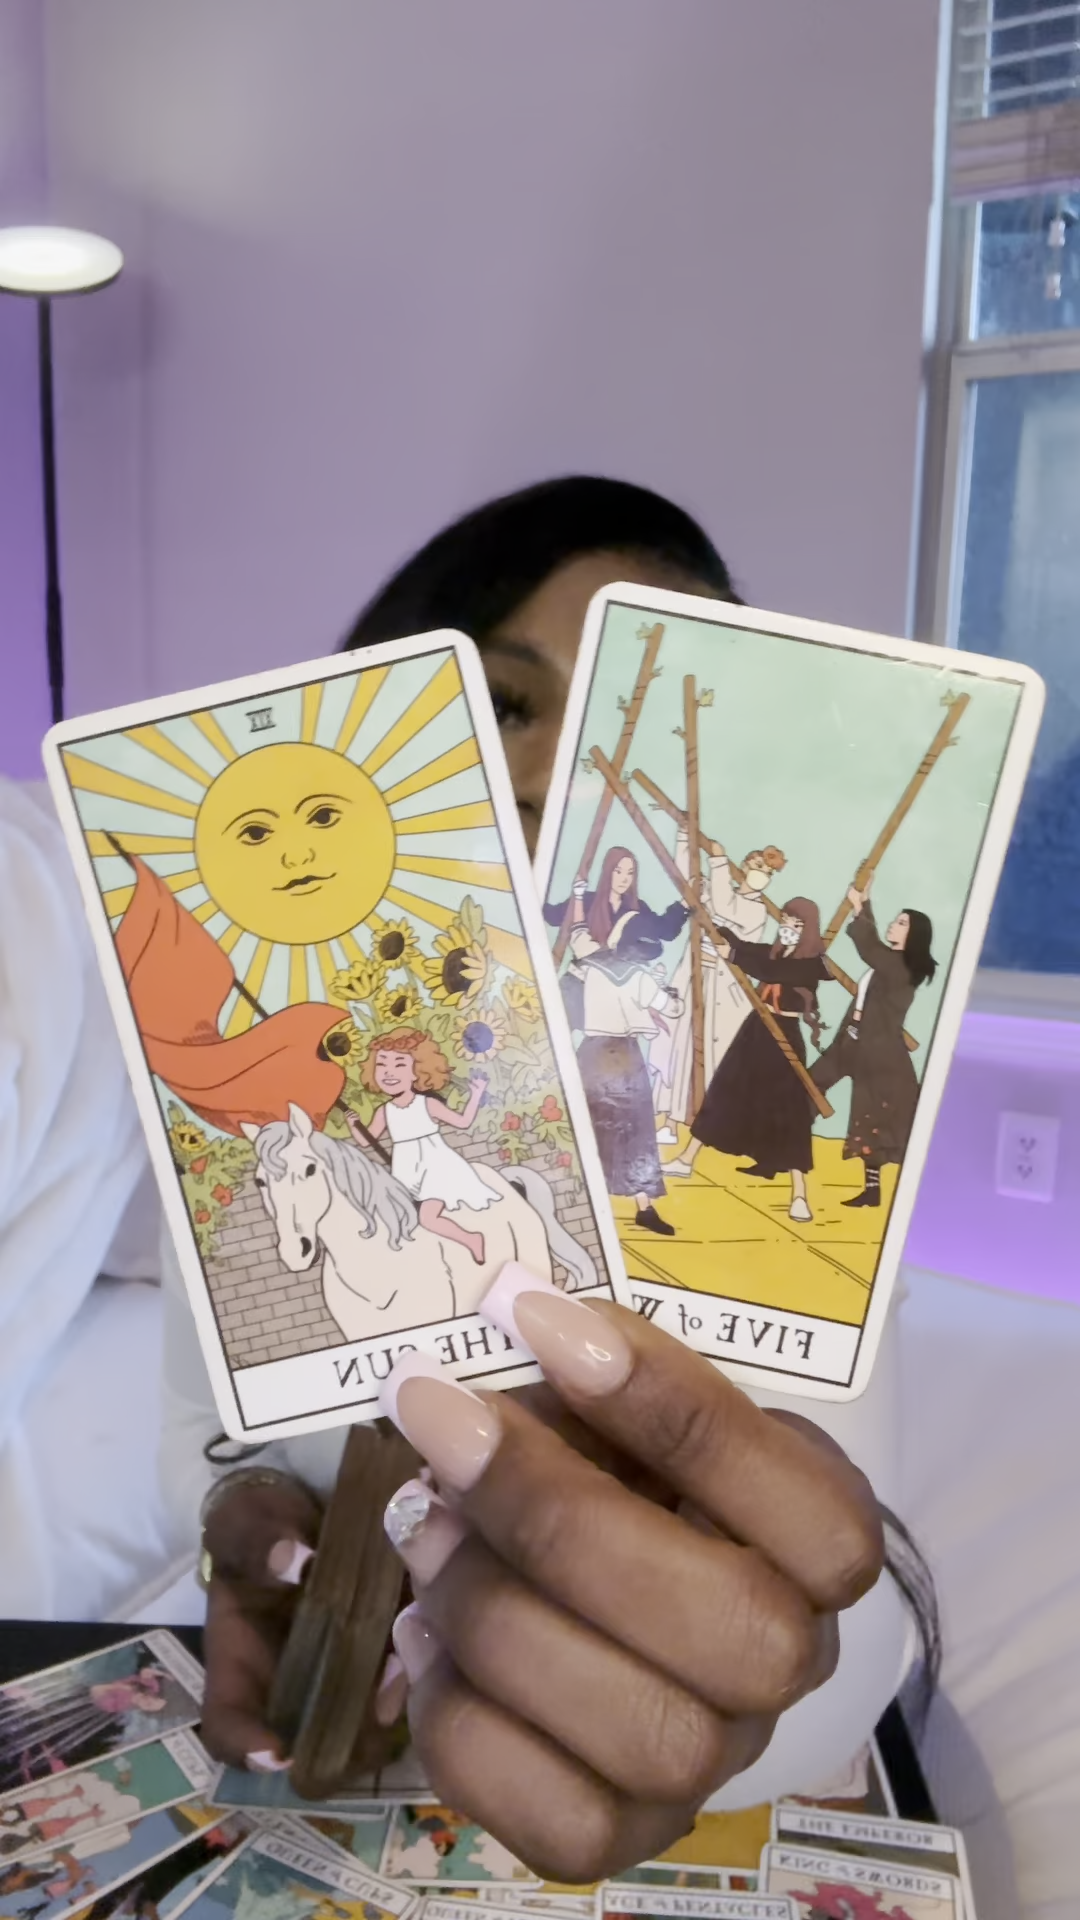 XIX
THE SUN
FIVE of W
THE EMPEROR
KING of SWORDS
QUEEN of CUPS
ACE of PENTACLES